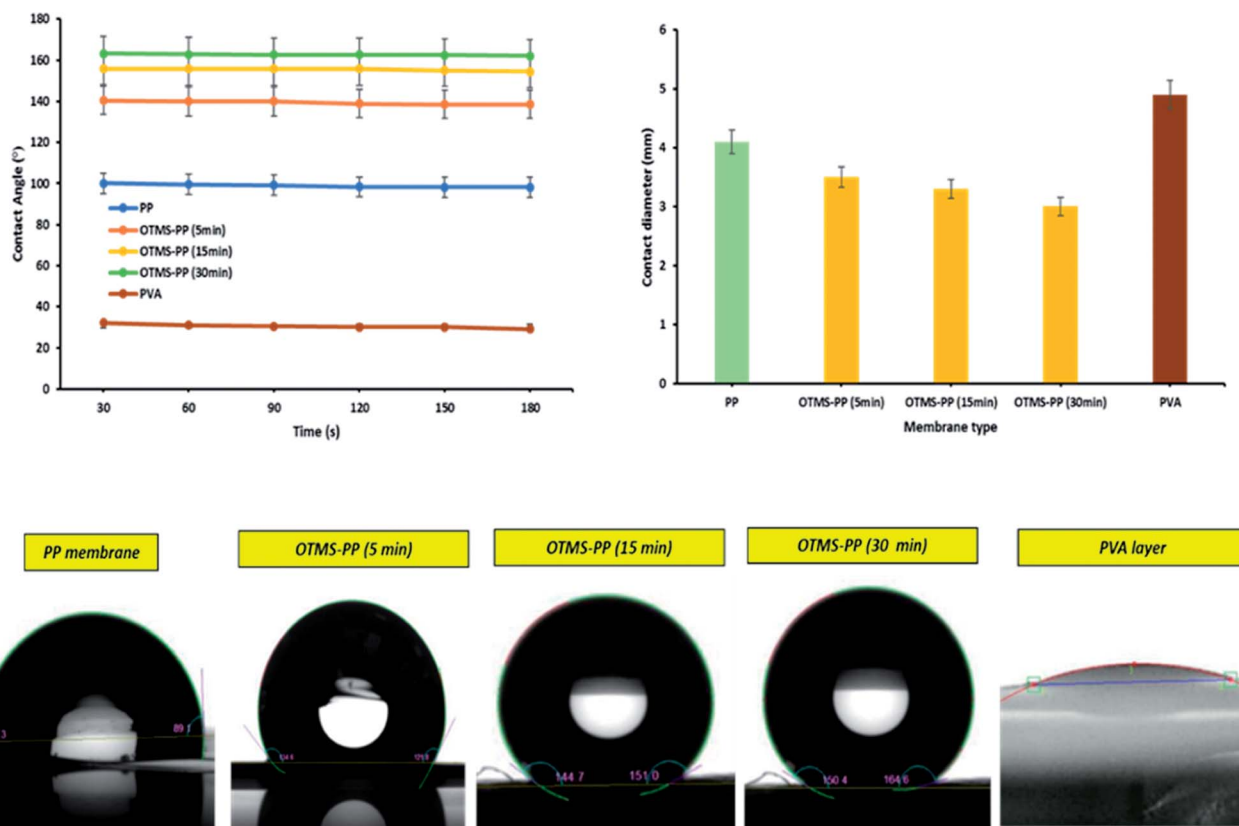 180
160
140
120
100
80
60
40
20
0
Contact Angle (°)
PP
OTMS-PP (5min)
OTMS-PP (15min)
OTMS-PP (30min)
PVA
30 60 90 120 150 180
Time (s)
6
5
4
3
2
1
0
Contact diameter (mm)
PP OTMS-PP (5min) OTMS-PP (15min) OTMS-PP (30min) PVA
Membrane type
PP membrane
OTMS-PP (5 min)
OTMS-PP (15 min)
OTMS-PP (30 min)
PVA layer
3 89.1
144.7 151.0
150.4 164.6